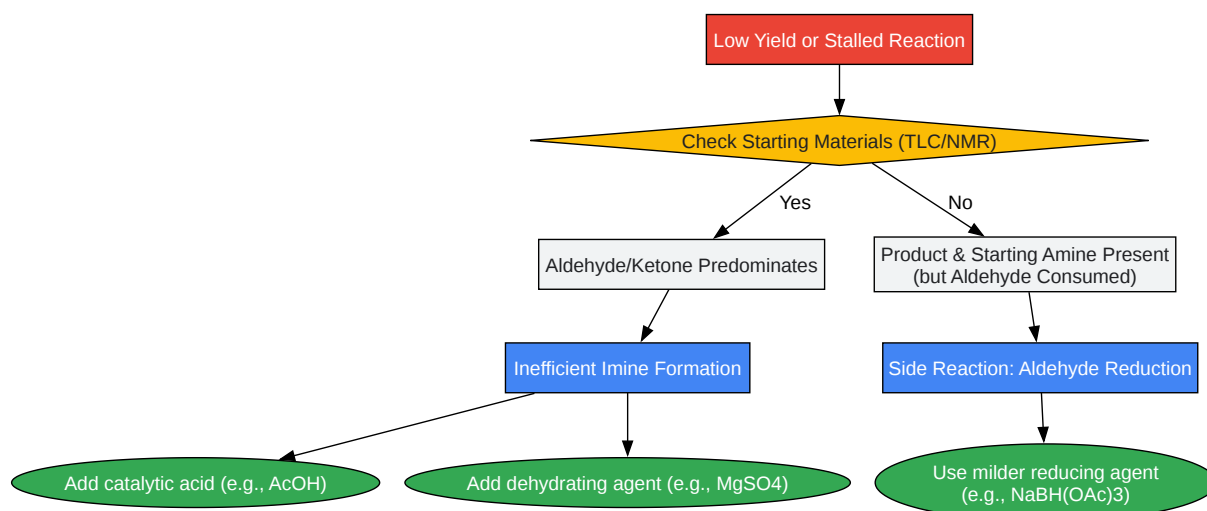 Low Yield or Stalled Reaction
Check Starting Materials (TLC/NMR)
Yes
No
Aldehyde/Ketone Predominates
Product & Starting Amine Present
(but Aldehyde Consumed)
Inefficient Imine Formation
Side Reaction: Aldehyde Reduction
Add catalytic acid (e.g., AcOH)
Add dehydrating agent (e.g., MgSO4)
Use milder reducing agent
(e.g., NaBH(OAc)3)